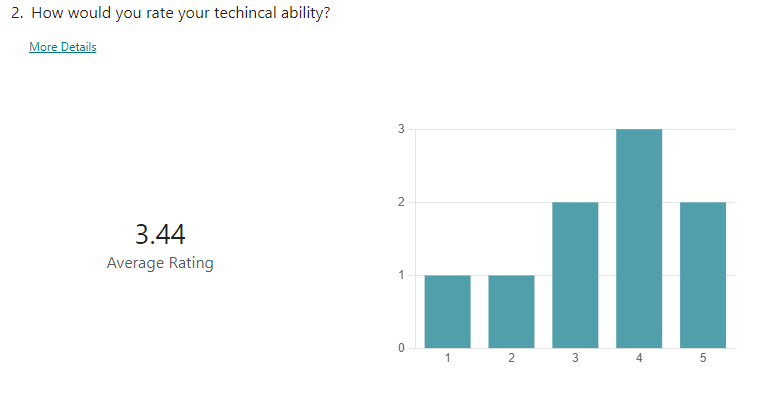 2. How would you rate your techincal ability?
More Details
3.44
Average Rating
3
2
1
0
1 2 3 4 5